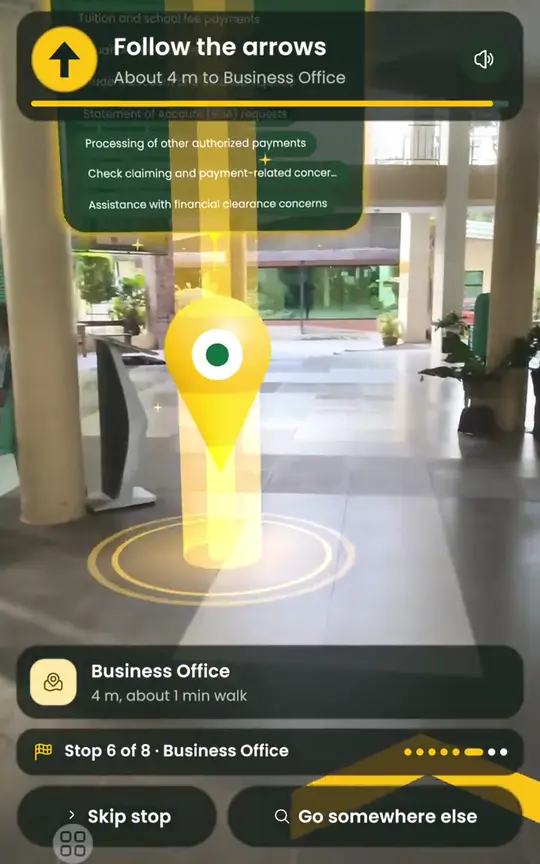 Tuition and school fee payments
Follow the arrows
About 4 m to Business Office
Statement of Account (SOA) requests
Processing of other authorized payments
Check claiming and payment-related concer...
Assistance with financial clearance concerns
Business Office
4 m, about 1 min walk
Stop 6 of 8 · Business Office
Skip stop
Go somewhere else